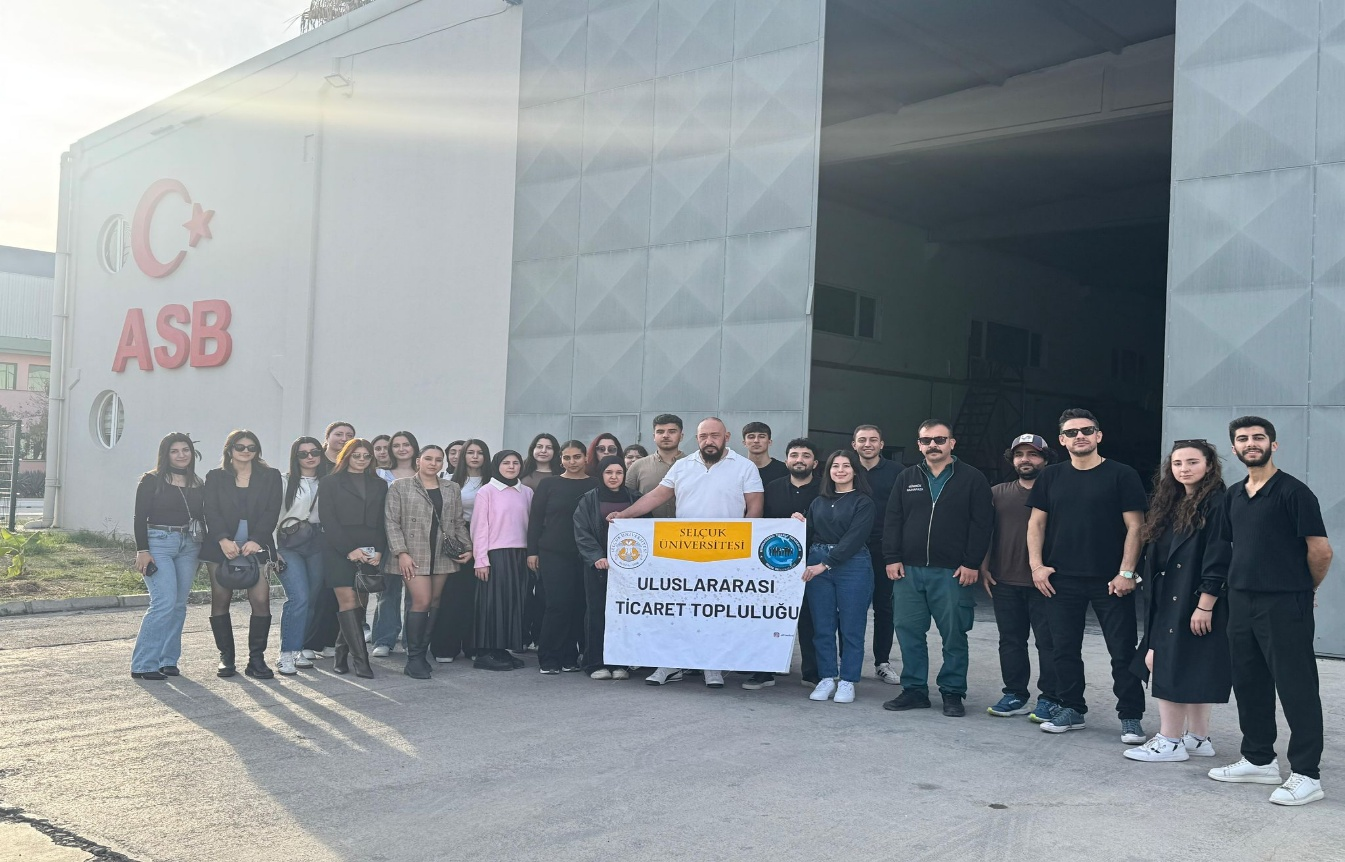 ASB
SELÇUK
ÜNİVERSİTESİ
ULUSLARARASI
TİCARET TOPLULUĞU